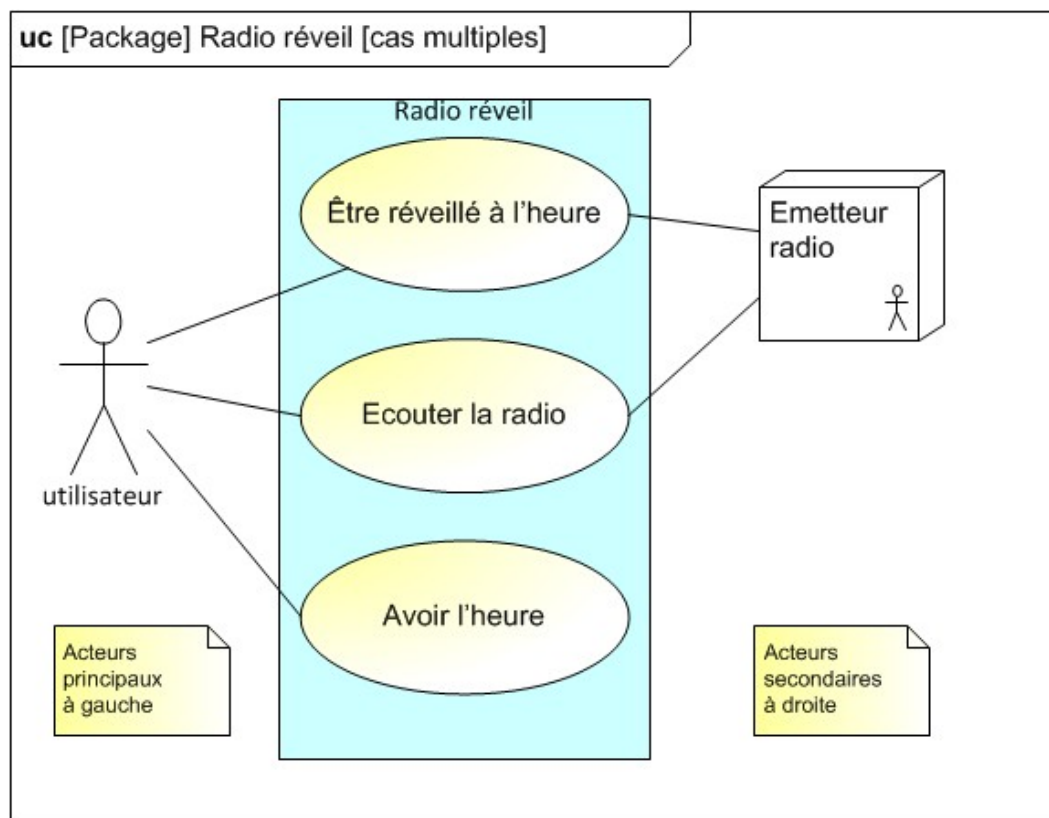 uc [Package] Radio réveil [cas multiples]
Radio réveil
Être réveillé à l'heure
Emetteur
radio
Ecouter la radio
utilisateur
Avoir l'heure
Acteurs
principaux
à gauche
Acteurs
secondaires
à droite